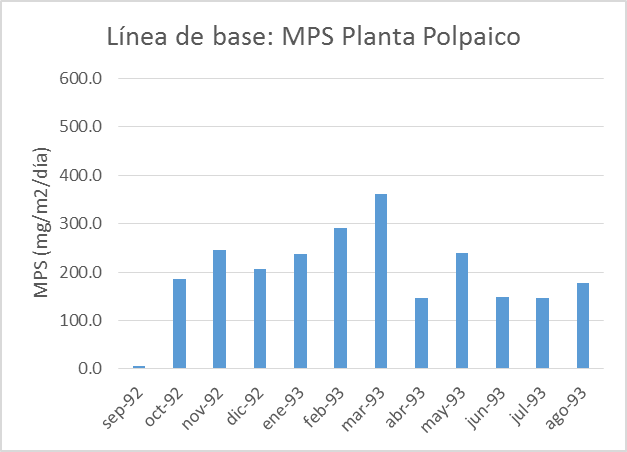 Línea de base: MPS Planta Polpaico
MPS (mg/m2/día)
600.0
500.0
400.0
300.0
200.0
100.0
0.0
sep-92
oct-92
nov-92
dic-92
ene-93
feb-93
mar-93
abr-93
may-93
jun-93
jul-93
ago-93